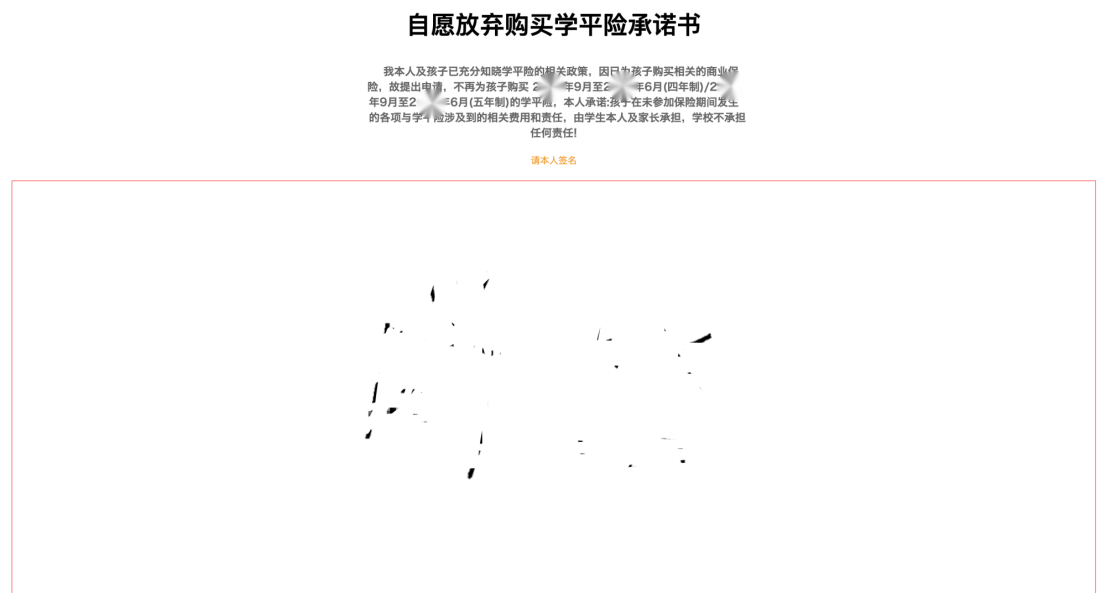 自愿放弃购买学平险承诺书
我本人及孩子已充分知晓学平险的相关政策，因已为孩子购买相关的商业保
险，故提出申请，不再为孩子购买 2 年9月至2 年6月(四年制)/2
年9月至2 年6月(五年制)的学平险，本人承诺:孩子在未参加保险期间发生
的各项与学平险涉及到的相关费用和责任，由学生本人及家长承担，学校不承担
任何责任!
请本人签名